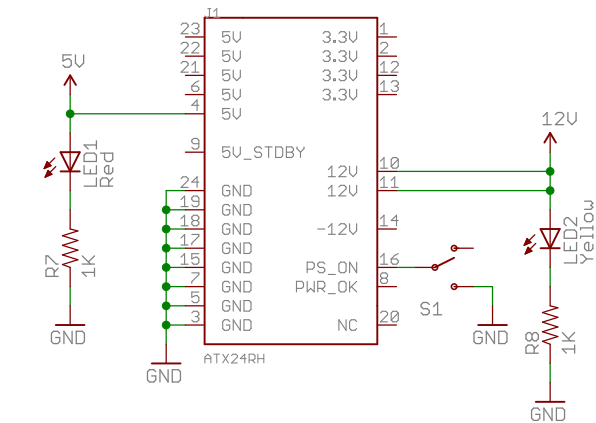 I1
23 5V 3.3V 1
22 5V 3.3V 2
5V
21 5V 3.3V 12
6 5V 3.3V 13
4 5V
12V
LED1
Red
9 5V_STDBY
12V 10
24 GND 12V 11
19 GND
18 GND -12V 14
LED2
Yellow
17 GND
15 GND PS_ON 16
R7
1K
7 GND PWR_OK 8
5 GND
S1
3 GND NC 20
GND
GND
R8
1K
ATX24RH
GND
GND